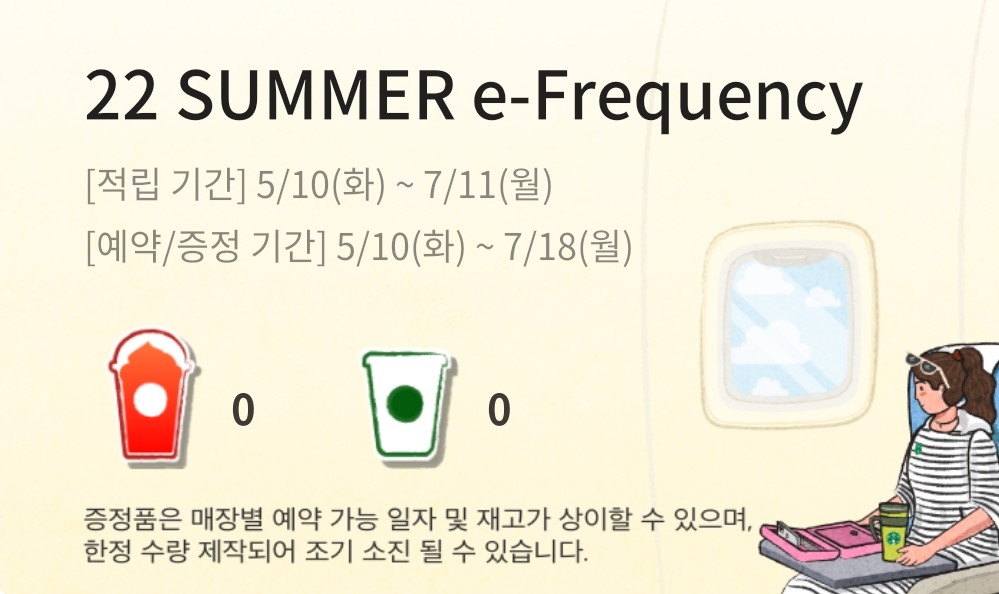 22 SUMMER e-Frequency
[적립 기간] 5/10(화) ~ 7/11(월)
[예약/증정 기간] 5/10(화) ~ 7/18(월)
0 0
증정품은 매장별 예약 가능 일자 및 재고가 상이할 수 있으며,
한정 수량 제작되어 조기 소진 될 수 있습니다.